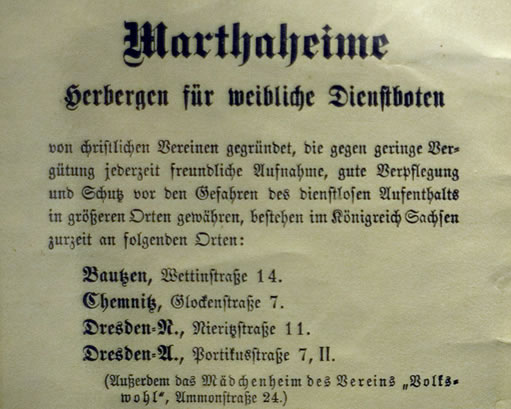 Marthaheime
Herbergen für weibliche Dienstboten
von christlichen Vereinen gegründet, die gegen geringe Ver-
gütung jederzeit freundliche Aufnahme, gute Verpflegung
und Schutz vor den Gefahren des dienstlosen Aufenthalts
in größeren Orten gewähren, bestehen im Königreich Sachsen
zurzeit an folgenden Orten:
Bautzen, Wettinstraße 14.
Chemnitz, Glockenstraße 7.
Dresden-N., Nieritzstraße 11.
Dresden-A., Portikusstraße 7, II.
(Außerdem das Mädchenheim des Vereins „Volks-
wohl“, Ammonstraße 24.)